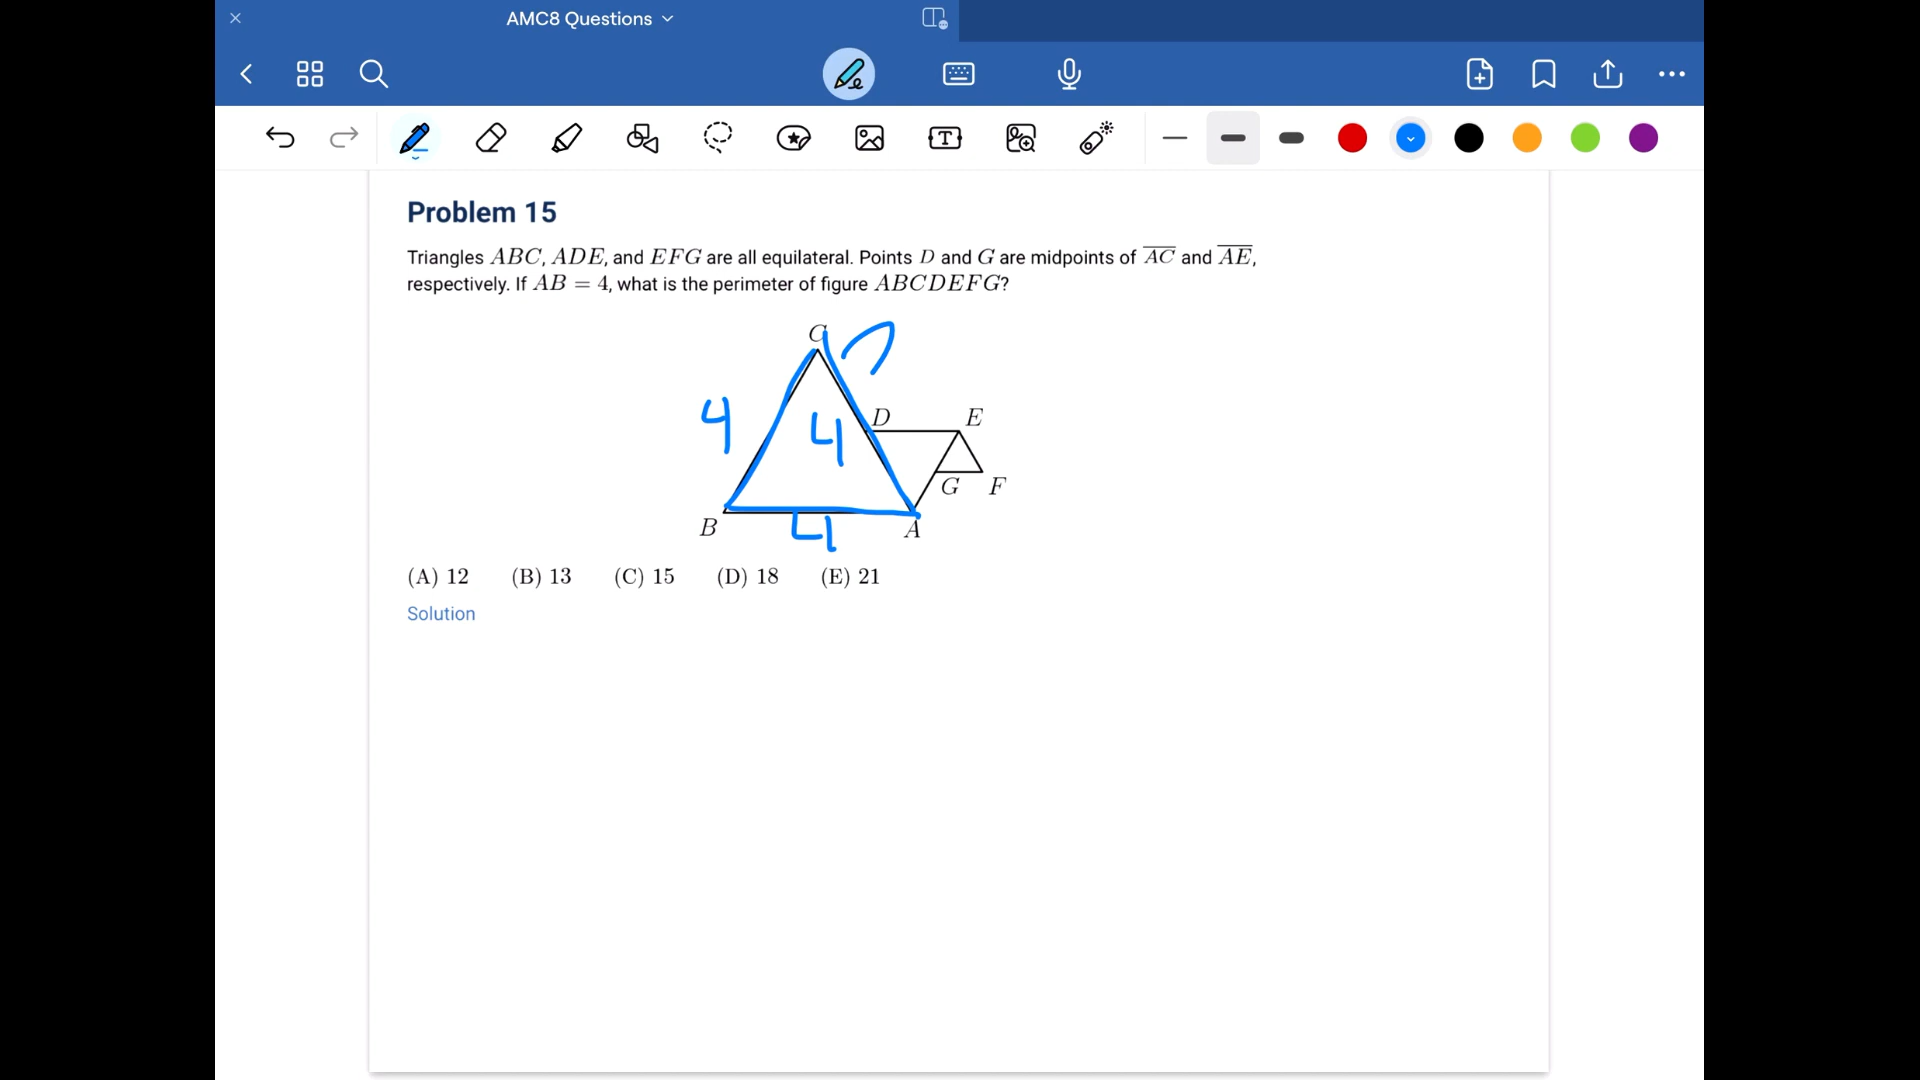 AMC8 Questions
Problem 15
Triangles ABC, ADE, and EFG are all equilateral. Points D and G are midpoints of AC and AE,
respectively. If AB = 4, what is the perimeter of figure ABCDEFG?
C
4
4
D
E
G
F
B
4
A
(A) 12 (B) 13 (C) 15 (D) 18 (E) 21
Solution